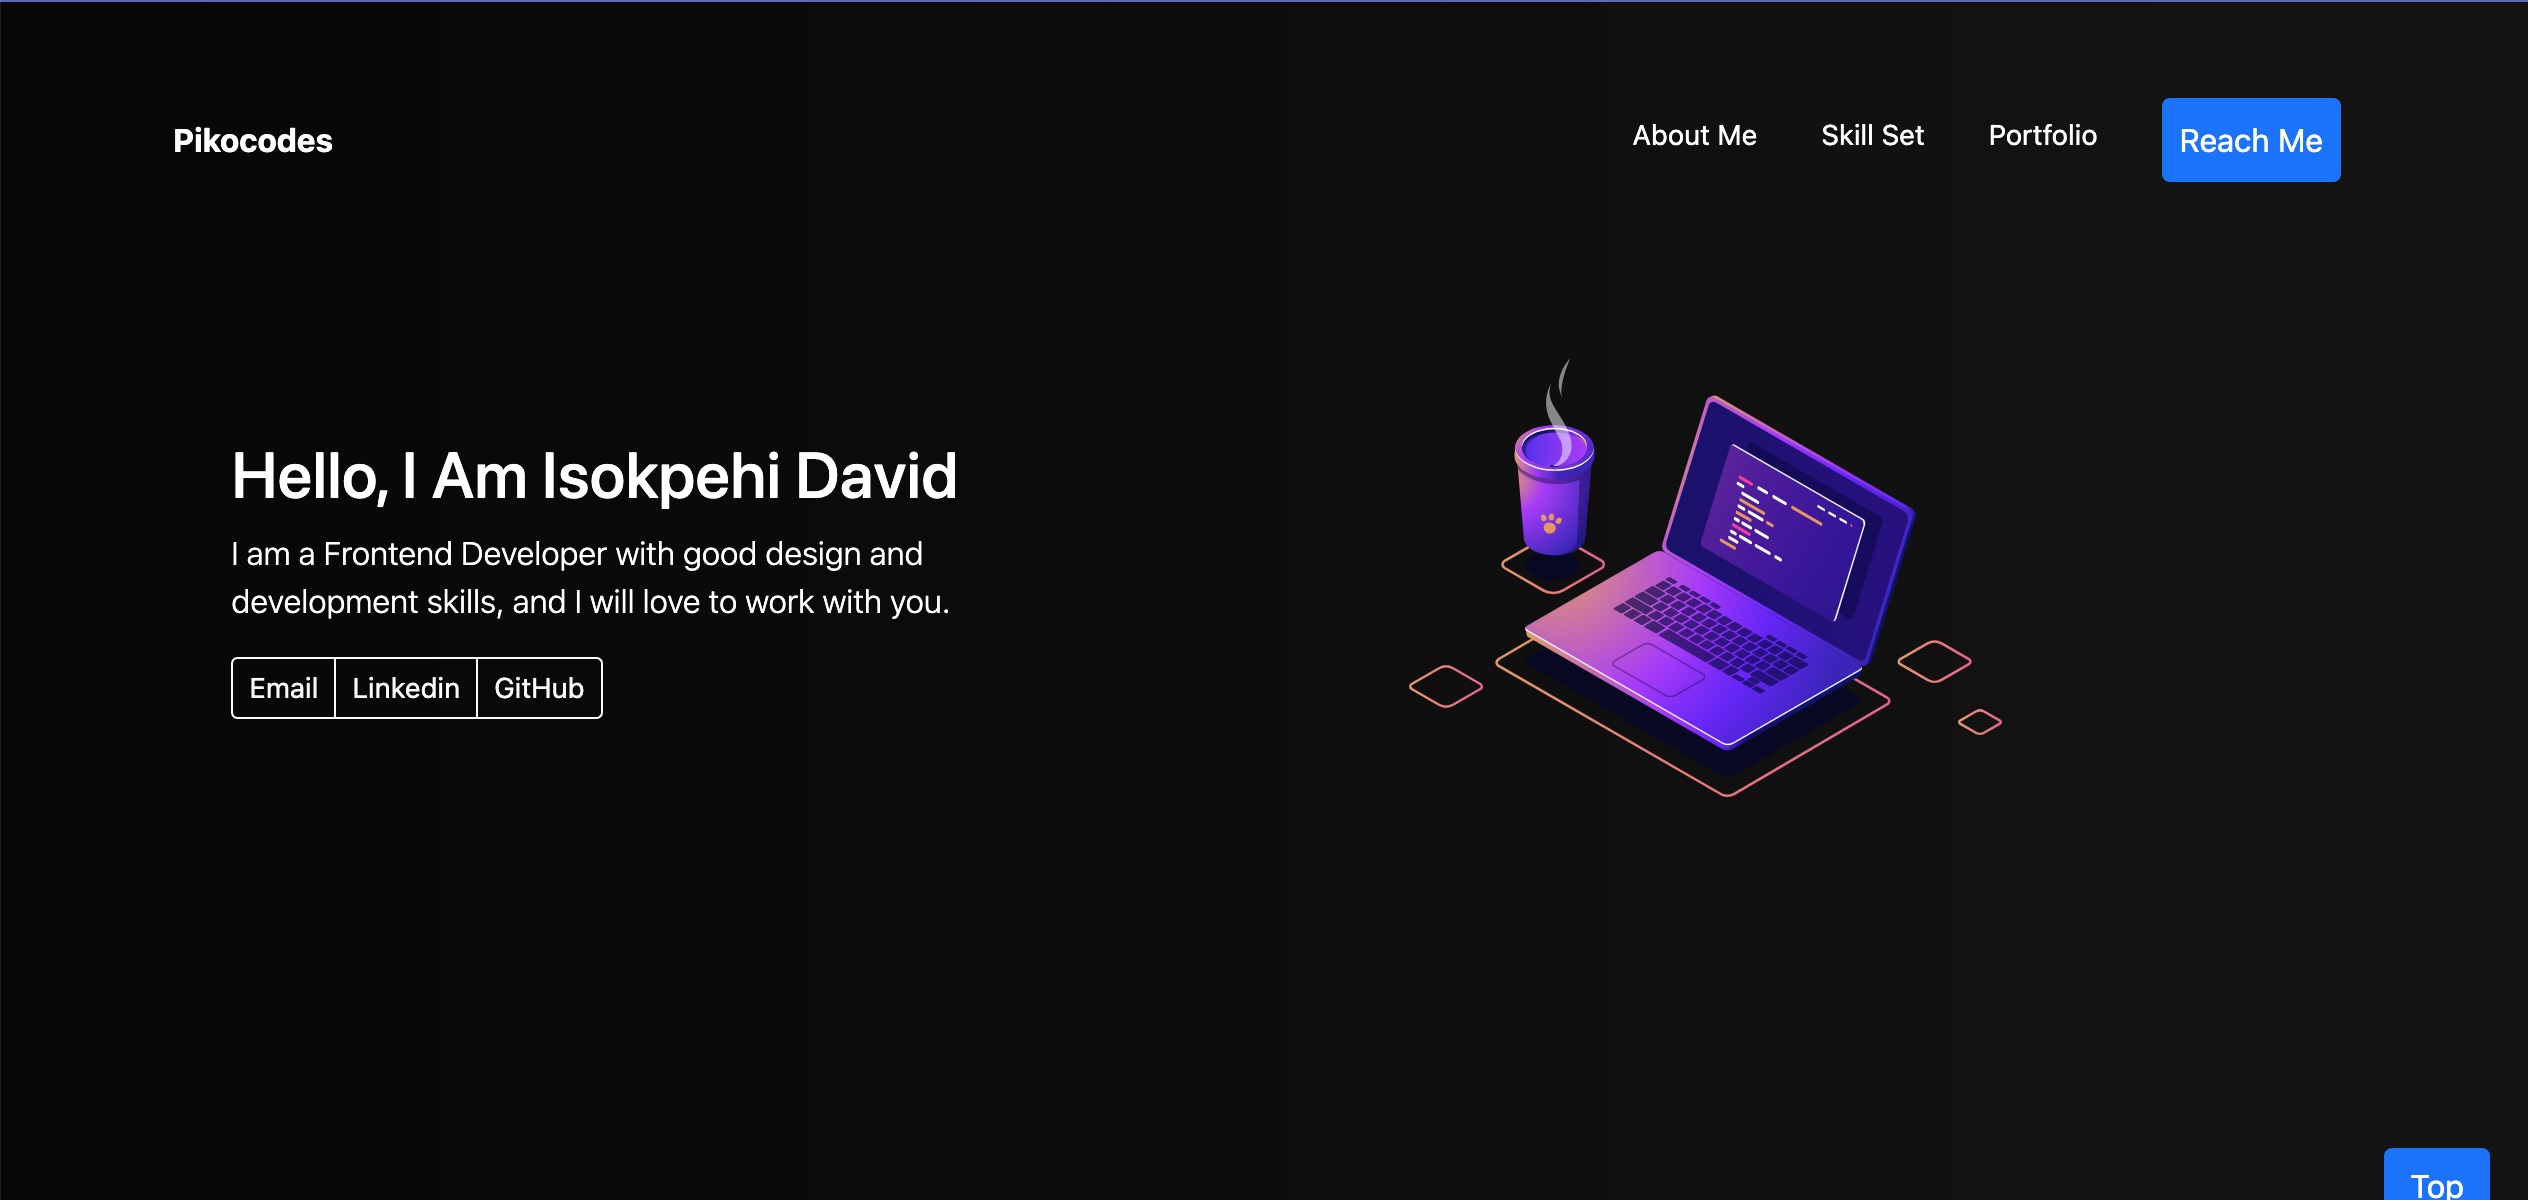 Pikocodes
About Me
Skill Set
Portfolio
Reach Me
Hello, I Am Isokpehi David
I am a Frontend Developer with good design and
development skills, and I will love to work with you.
Email
Linkedin
GitHub
Top